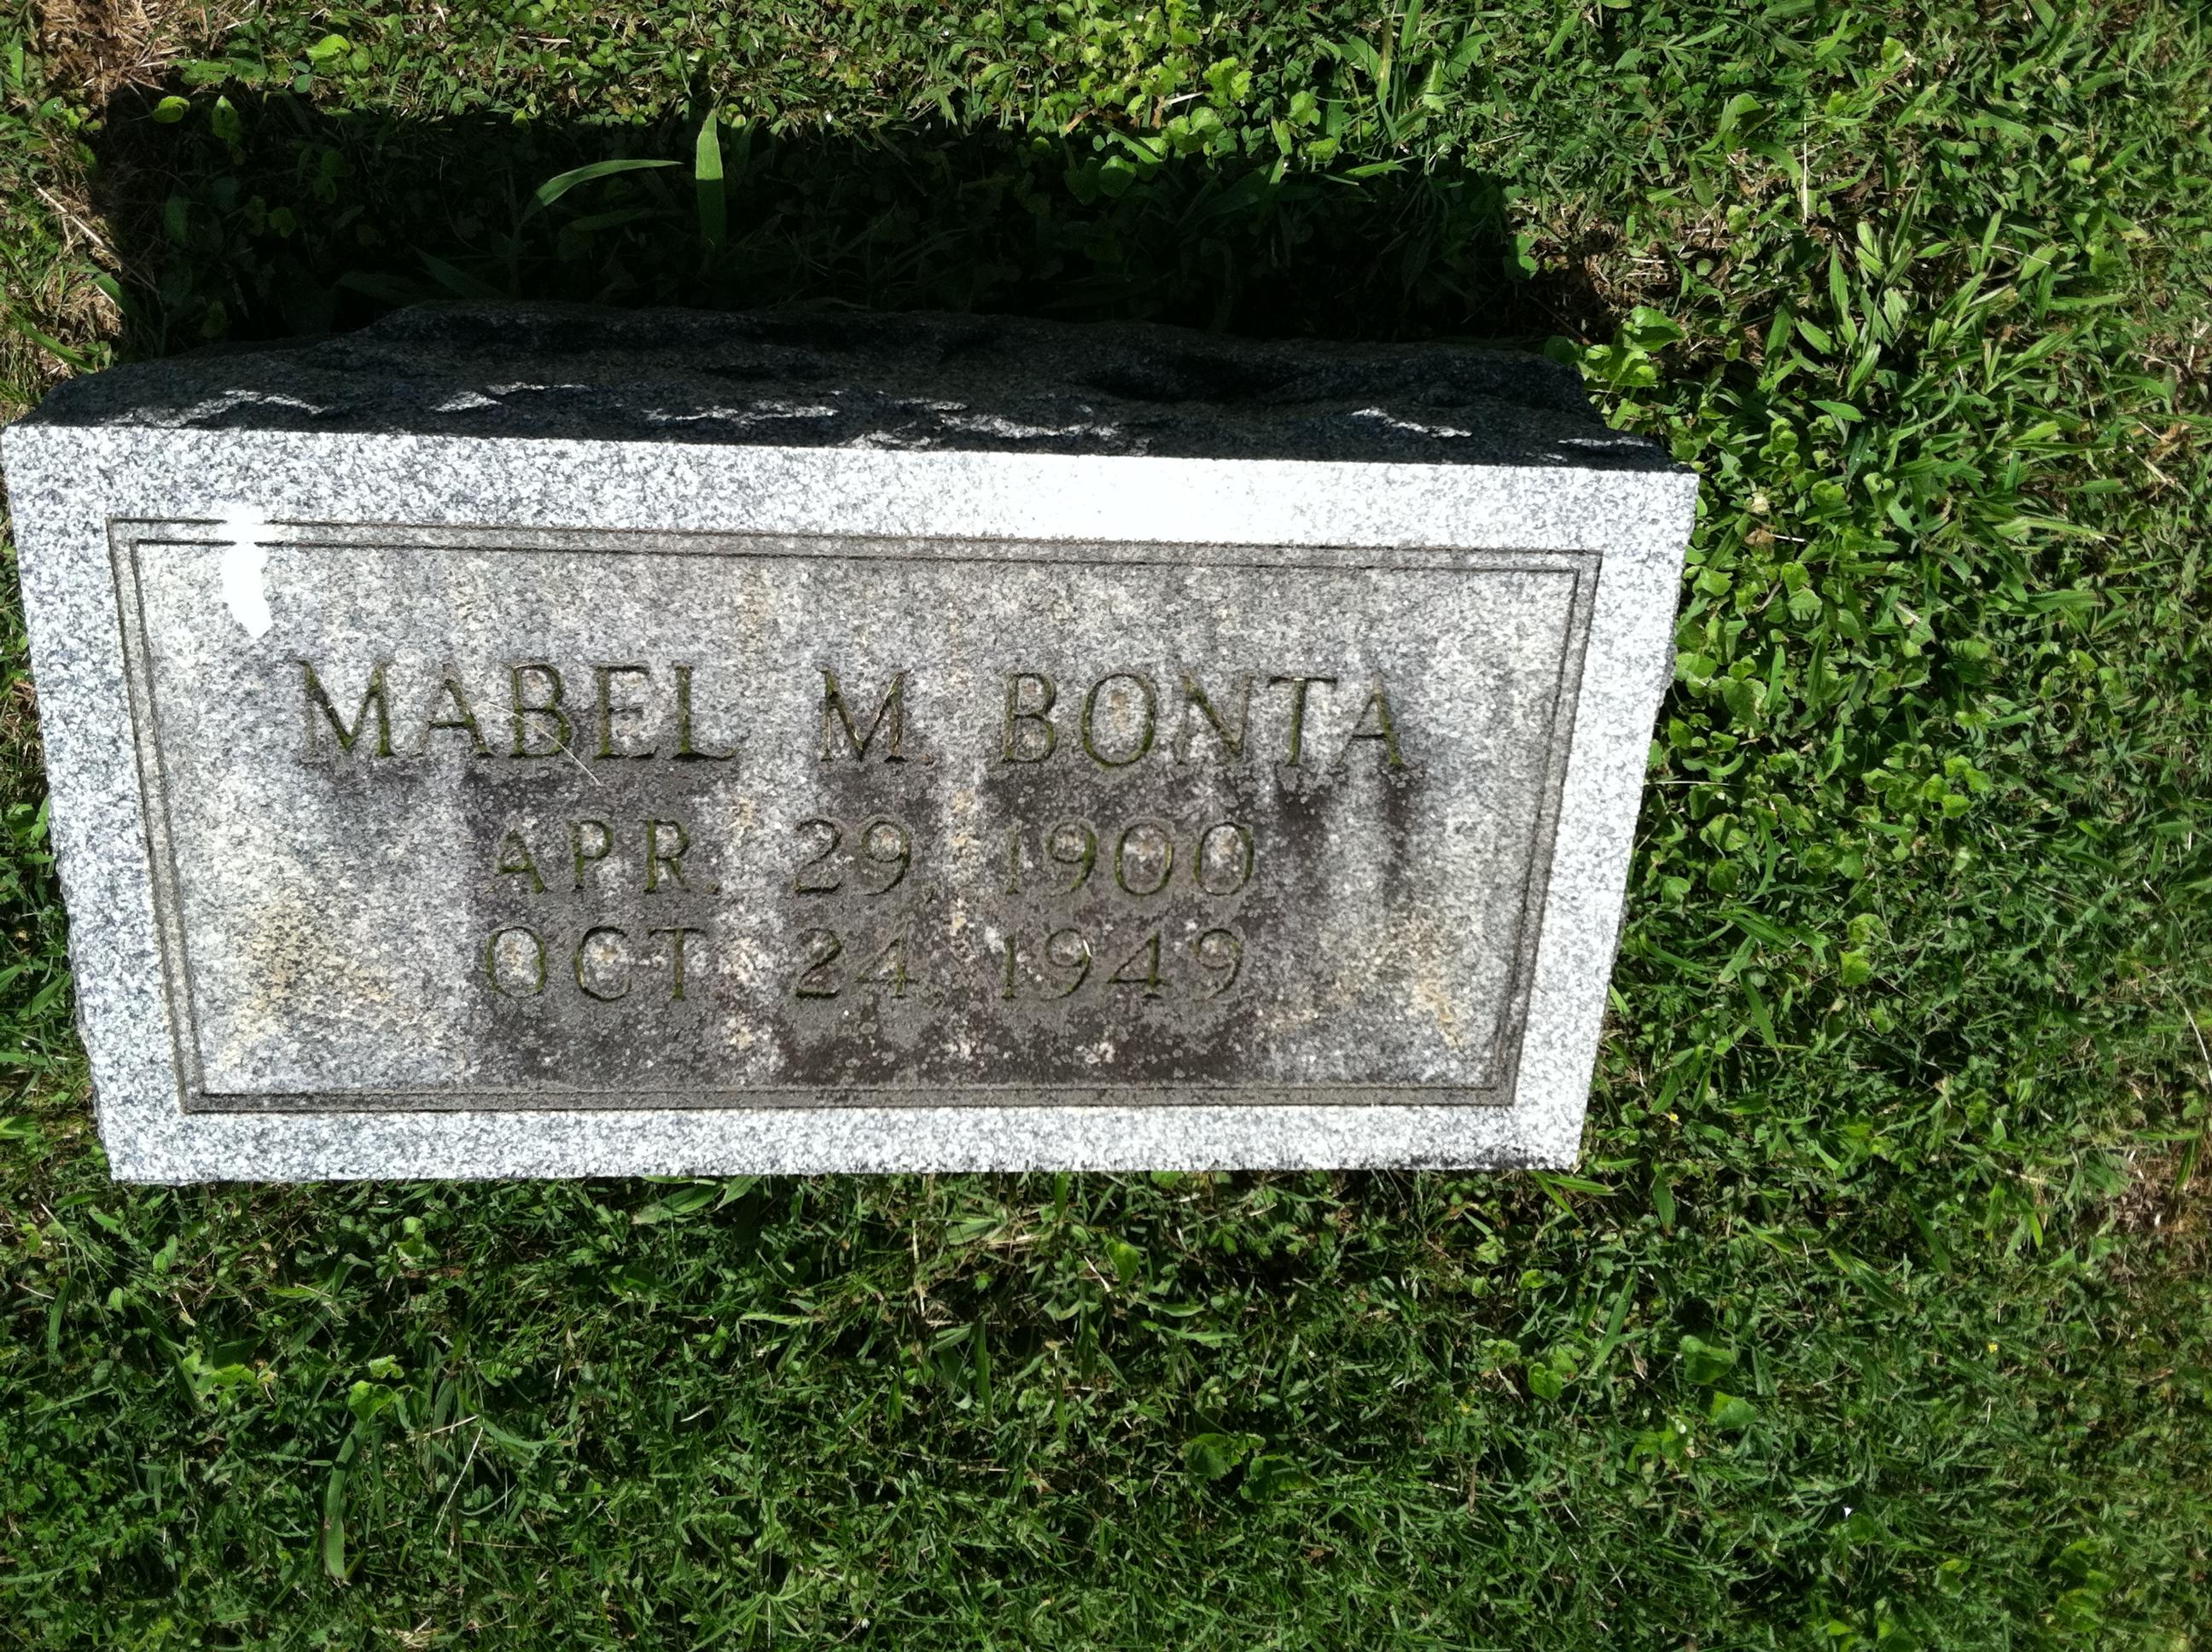 MABEL M. BONTA
APR. 29, 1900
OCT. 24, 1949